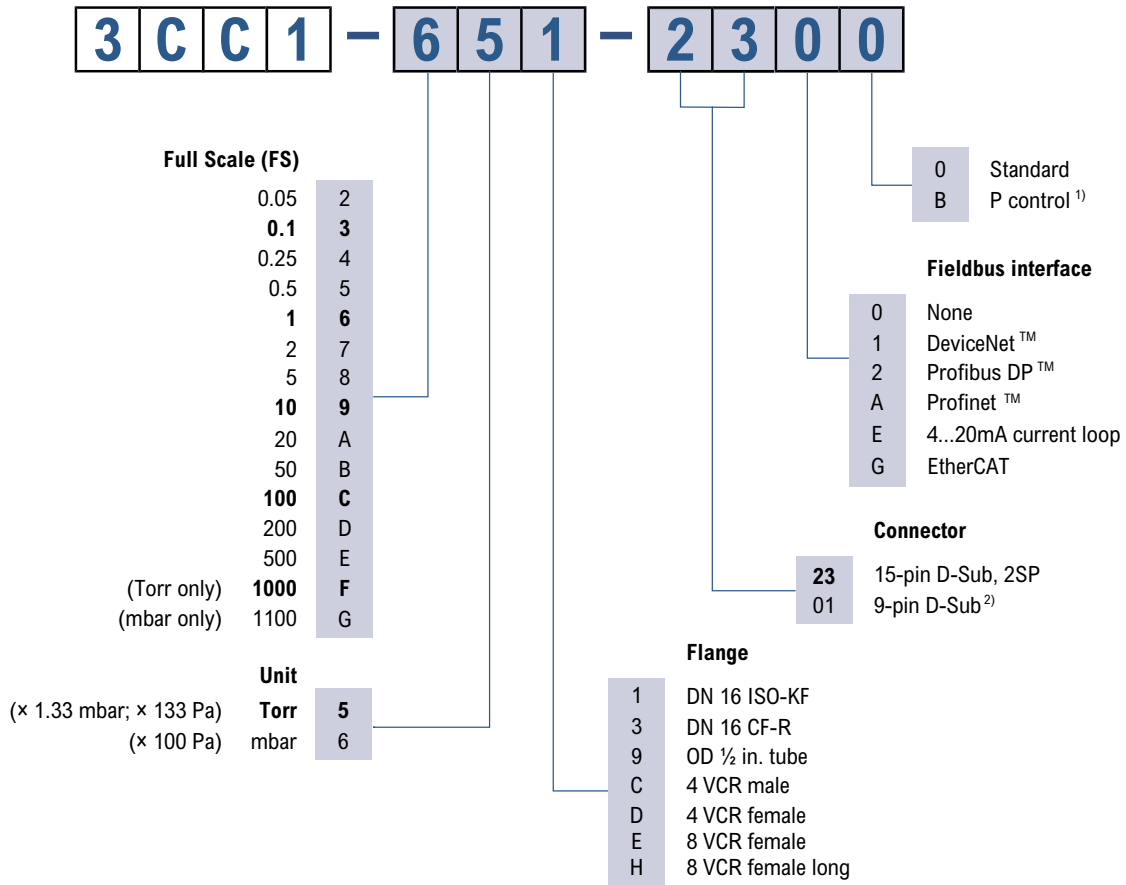 3CC1 – 651 – 2300
Full Scale (FS)
0.05 2
0.1 3
0.25 4
0.5 5
1 6
2 7
5 8
10 9
20 A
50 B
100 C
200 D
500 E
(Torr only) 1000 F
(mbar only) 1100 G
Unit
(× 1.33 mbar; × 133 Pa) Torr 5
(× 100 Pa) mbar 6
0 Standard
B P control 1)
Fieldbus interface
0 None
1 DeviceNet ™
2 Profibus DP ™
A Profinet ™
E 4...20mA current loop
G EtherCAT
Connector
23 15-pin D-Sub, 2SP
01 9-pin D-Sub 2)
Flange
1 DN 16 ISO-KF
3 DN 16 CF-R
9 OD ½ in. tube
C 4 VCR male
D 4 VCR female
E 8 VCR female
H 8 VCR female long